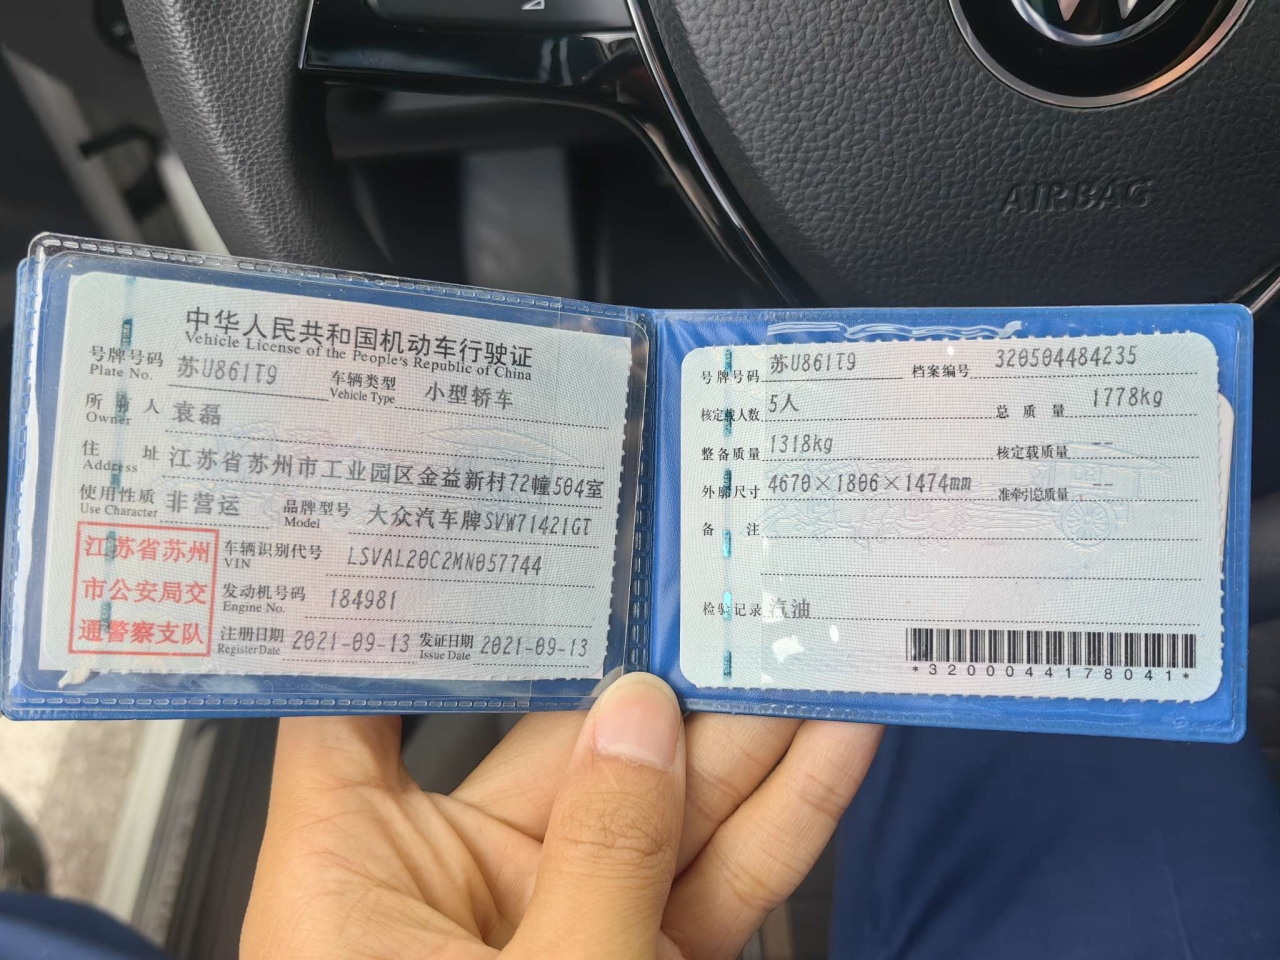 AIRBAG
中华人民共和国机动车行驶证
Vehicle License of the People's Republic of China
号牌号码 苏U861T9 车辆类型 小型轿车
Plate No. Vehicle Type
所有人 袁磊
Owner
住址 江苏省苏州市工业园区金益新村72幢504室
Address
使用性质 非营运 品牌型号 大众汽车牌SVW71421GT
Use Character Model
江苏省苏州
市公安局交
通警察支队
车辆识别代号 LSVAL20C2MN057744
VIN
发动机号码 184981
Engine No.
注册日期 2021-09-13 发证日期 2021-09-13
Register Date Issue Date
号牌号码 苏U861T9 档案编号 320504484235
核定载人数 5人 总质量 1778kg
整备质量 1318kg 核定载质量 --
外廓尺寸 4670×1806×1474mm 准牵引总质量 --
备注
检验记录 汽油
*3200044178041*